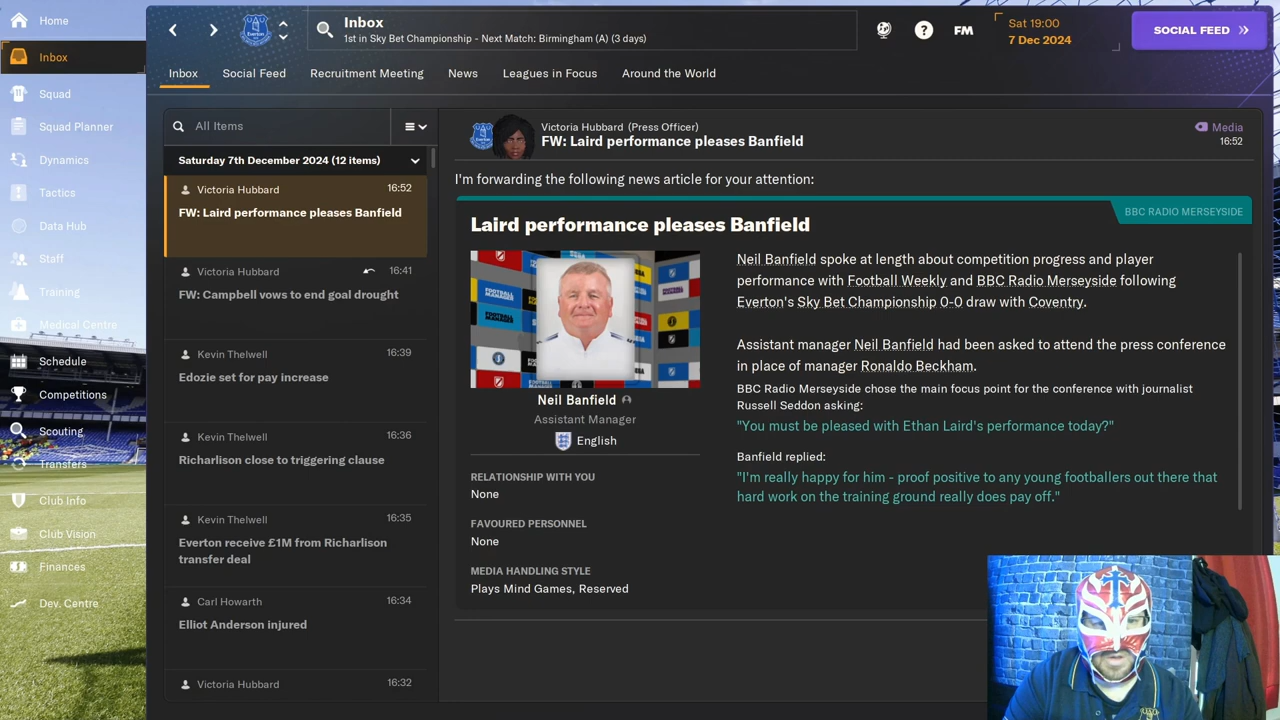 Home
Inbox
Squad
Squad Planner
Dynamics
Tactics
Data Hub
Staff
Training
Medical Centre
Schedule
Competitions
Scouting
Transfers
Club Info
Club Vision
Finances
Dev. Centre
Inbox
1st in Sky Bet Championship - Next Match: Birmingham (A) (3 days)
?
FM
Sat 19:00
7 Dec 2024
SOCIAL FEED
Inbox
Social Feed
Recruitment Meeting
News
Leagues in Focus
Around the World
All Items
Saturday 7th December 2024 (12 items)
Victoria Hubbard 16:52
FW: Laird performance pleases Banfield
Victoria Hubbard 16:41
FW: Campbell vows to end goal drought
Kevin Thelwell 16:39
Edozie set for pay increase
Kevin Thelwell 16:36
Richarlison close to triggering clause
Kevin Thelwell 16:35
Everton receive £1M from Richarlison
transfer deal
Carl Howarth 16:34
Elliot Anderson injured
Victoria Hubbard 16:32
Victoria Hubbard (Press Officer)
FW: Laird performance pleases Banfield
Media
16:52
I'm forwarding the following news article for your attention:
BBC RADIO MERSEYSIDE
Laird performance pleases Banfield
Neil Banfield
Assistant Manager
English
RELATIONSHIP WITH YOU
None
FAVOURED PERSONNEL
None
MEDIA HANDLING STYLE
Plays Mind Games, Reserved
Neil Banfield spoke at length about competition progress and player
performance with Football Weekly and BBC Radio Merseyside following
Everton's Sky Bet Championship 0-0 draw with Coventry.
Assistant manager Neil Banfield had been asked to attend the press conference
in place of manager Ronaldo Beckham.
BBC Radio Merseyside chose the main focus point for the conference with journalist
Russell Seddon asking:
"You must be pleased with Ethan Laird's performance today?"
Banfield replied:
"I'm really happy for him - proof positive to any young footballers out there that
hard work on the training ground really does pay off."